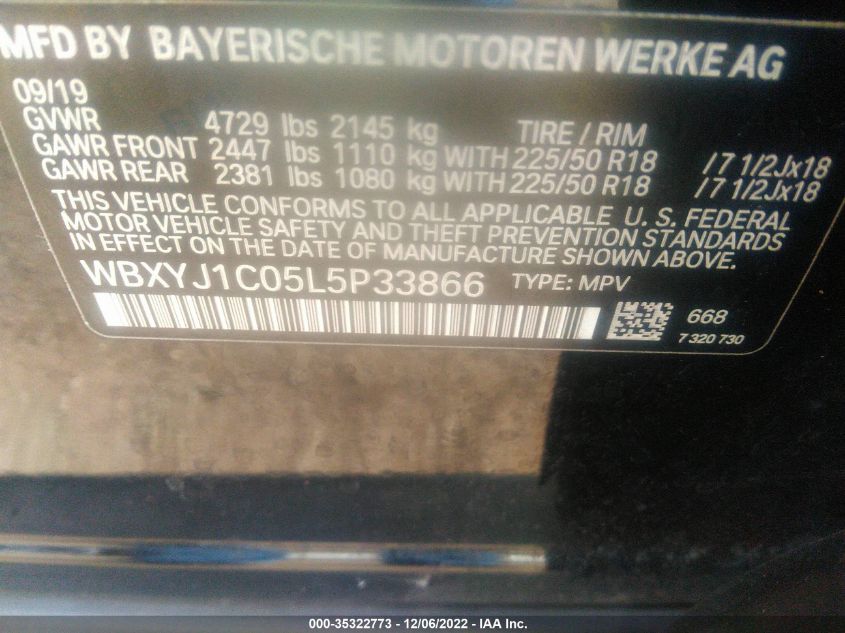 MFD BY BAYERISCHE MOTOREN WERKE AG
09/19
GVWR 4729 lbs 2145 kg TIRE / RIM
GAWR FRONT 2447 lbs 1110 kg WITH 225/50 R18 / 7 1/2Jx18
GAWR REAR 2381 lbs 1080 kg WITH 225/50 R18 / 7 1/2Jx18
THIS VEHICLE CONFORMS TO ALL APPLICABLE U. S. FEDERAL
MOTOR VEHICLE SAFETY AND THEFT PREVENTION STANDARDS
IN EFFECT ON THE DATE OF MANUFACTURE SHOWN ABOVE.
WBXYJ1C05L5P33866 TYPE: MPV
668
7 320 730
000-35322773 - 12/06/2022 - IAA Inc.